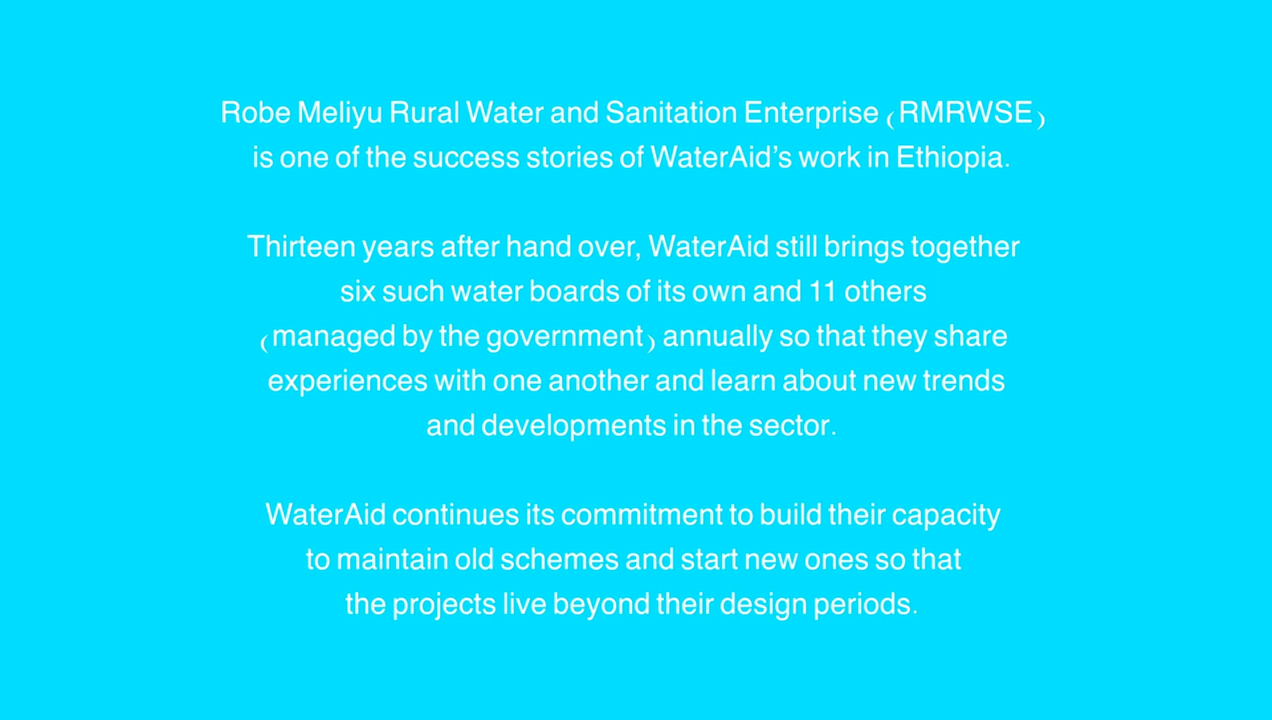 Robe Meliyu Rural Water and Sanitation Enterprise (RMRWSE)
is one of the success stories of WaterAid’s work in Ethiopia.
Thirteen years after hand over, WaterAid still brings together
six such water boards of its own and 11 others
(managed by the government) annually so that they share
experiences with one another and learn about new trends
and developments in the sector.
WaterAid continues its commitment to build their capacity
to maintain old schemes and start new ones so that
the projects live beyond their design periods.